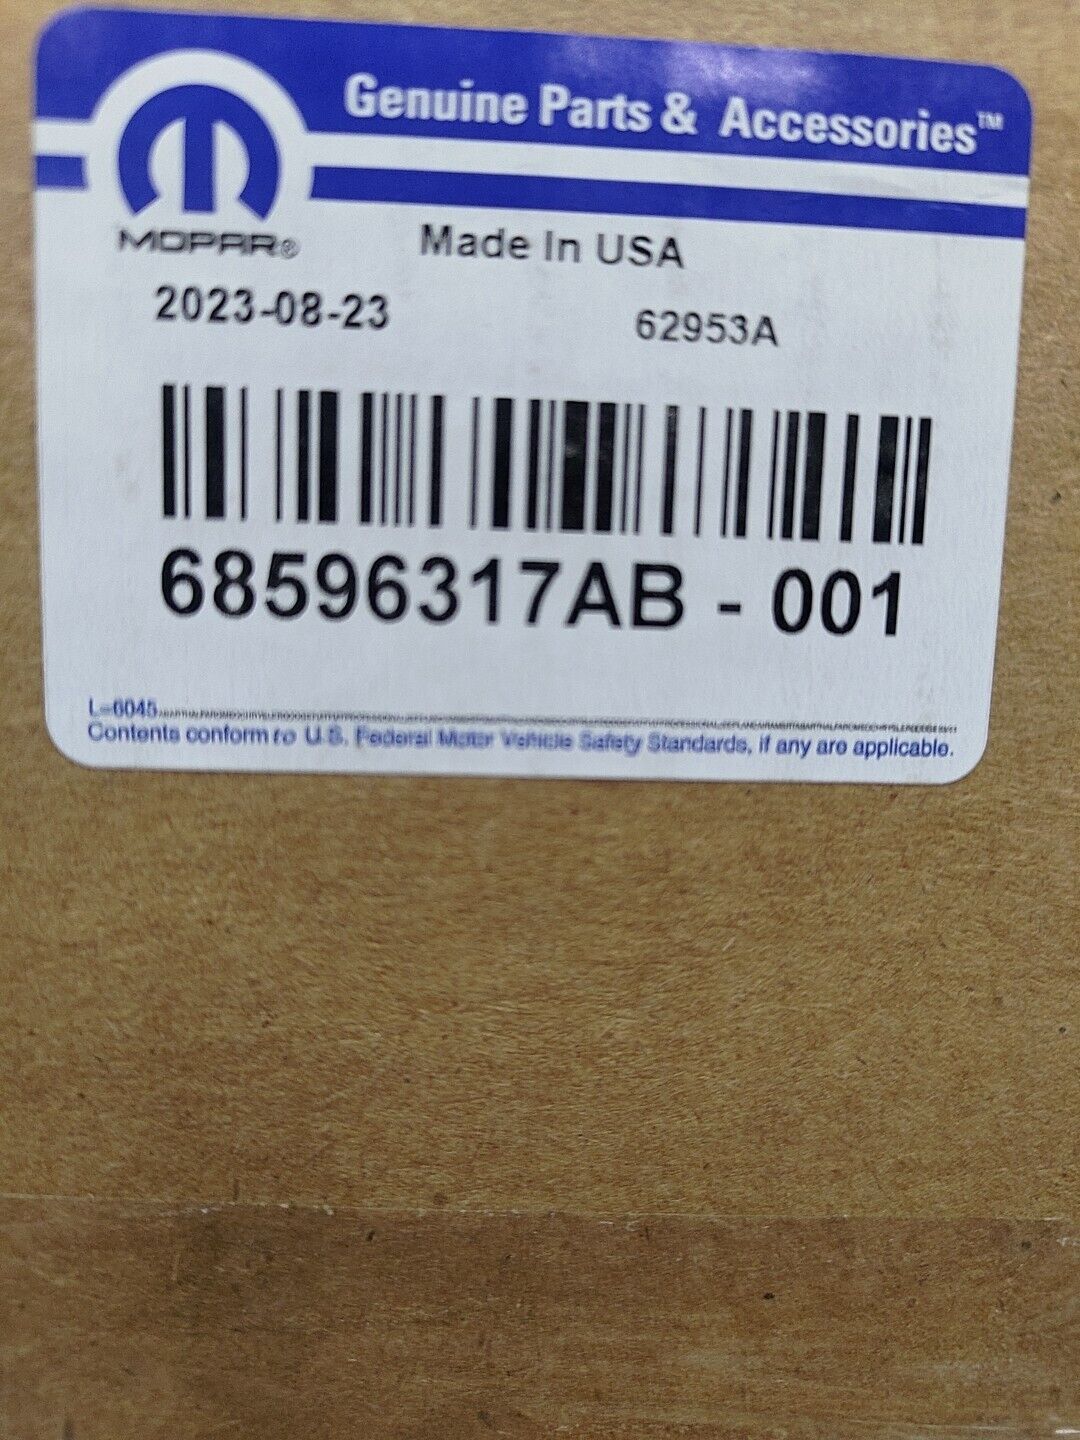 Genuine Parts & Accessories™
MOPAR®
Made In USA
2023-08-23
62953A
68596317AB - 001
L-6045
Contents conform to U.S. Federal Motor Vehicle Safety Standards, if any are applicable.